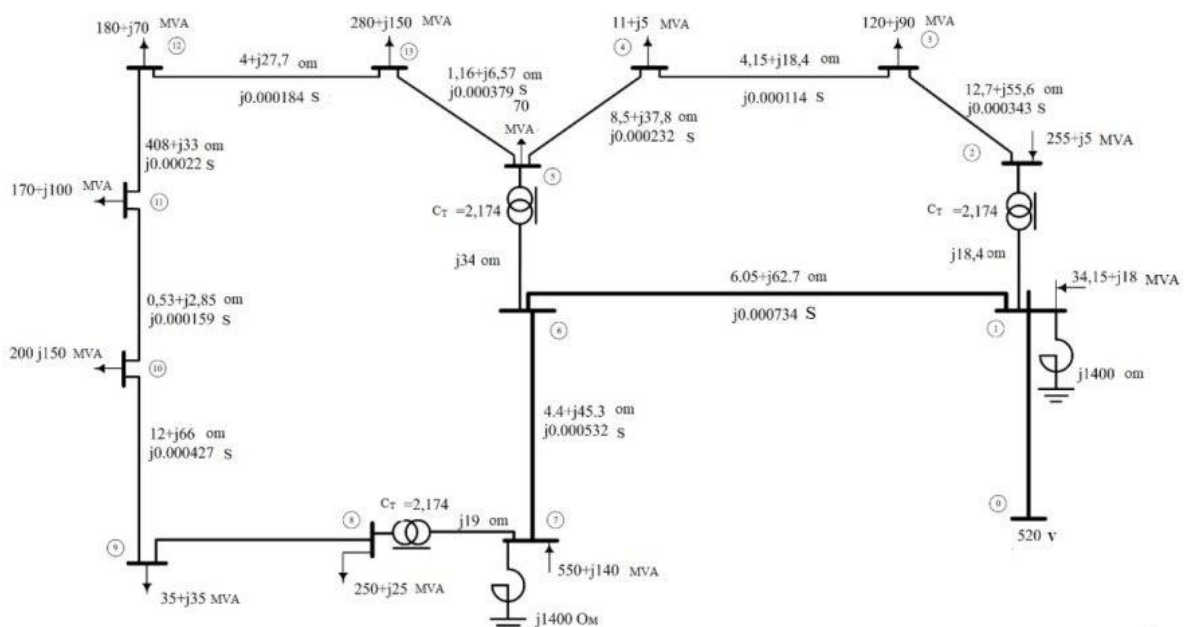 180+j70 MVA
12
280+j150 MVA
13
11+j5 MVA
4
120+j90 MVA
3
4+j27,7 om
j0.000184 S
1,16+j6,57 om
j0.000379 S
70
MVA
5
8,5+j37,8 om
j0.000232 S
4,15+j18,4 om
j0.000114 S
12,7+j55,6 om
j0.000343 S
2
255+j5 MVA
408+j33 om
j0.00022 S
170+j100 MVA
11
CT =2,174
CT =2,174
j34 om
j18,4 om
6.05+j62.7 om
j0.000734 S
34,15+j18 MVA
6
1
0,53+j2,85 om
j0.000159 S
200 j150 MVA
10
j1400 om
4.4+j45.3 om
j0.000532 S
12+j66 om
j0.000427 S
CT =2,174
8
j19 om
7
0
520 v
9
35+j35 MVA
250+j25 MVA
550+j140 MVA
j1400 Ом